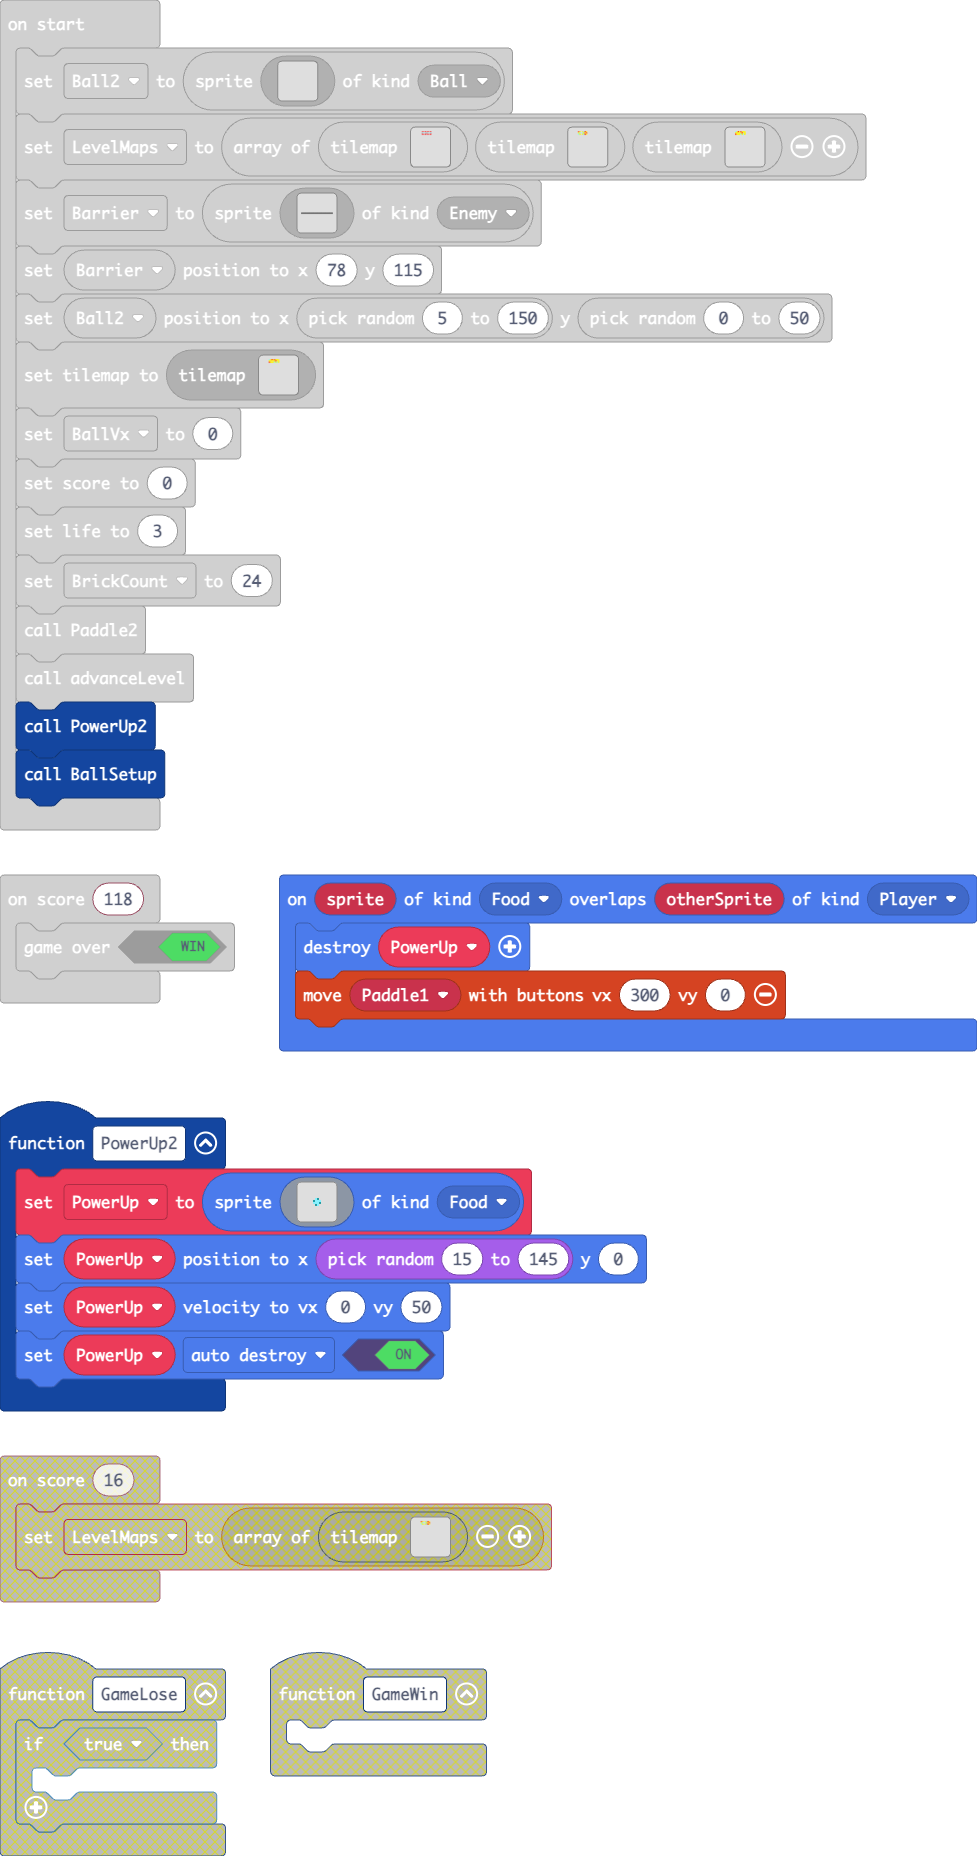 on start
set Ball2 to sprite of kind Ball
set LevelMaps to array of tilemap tilemap tilemap
set Barrier to sprite of kind Enemy
set Barrier position to x 78 y 115
set Ball2 position to x pick random 5 to 150 y pick random 0 to 50
set tilemap to tilemap
set BallVx to 0
set score to 0
set life to 3
set BrickCount to 24
call Paddle2
call advanceLevel
call PowerUp2
call BallSetup
on score 118
game over WIN
on sprite of kind Food overlaps otherSprite of kind Player
destroy PowerUp
move Paddle1 with buttons vx 300 vy 0
function PowerUp2
set PowerUp to sprite of kind Food
set PowerUp position to x pick random 15 to 145 y 0
set PowerUp velocity to vx 0 vy 50
set PowerUp auto destroy ON
on score 16
set LevelMaps to array of tilemap
function GameLose
if true then
function GameWin